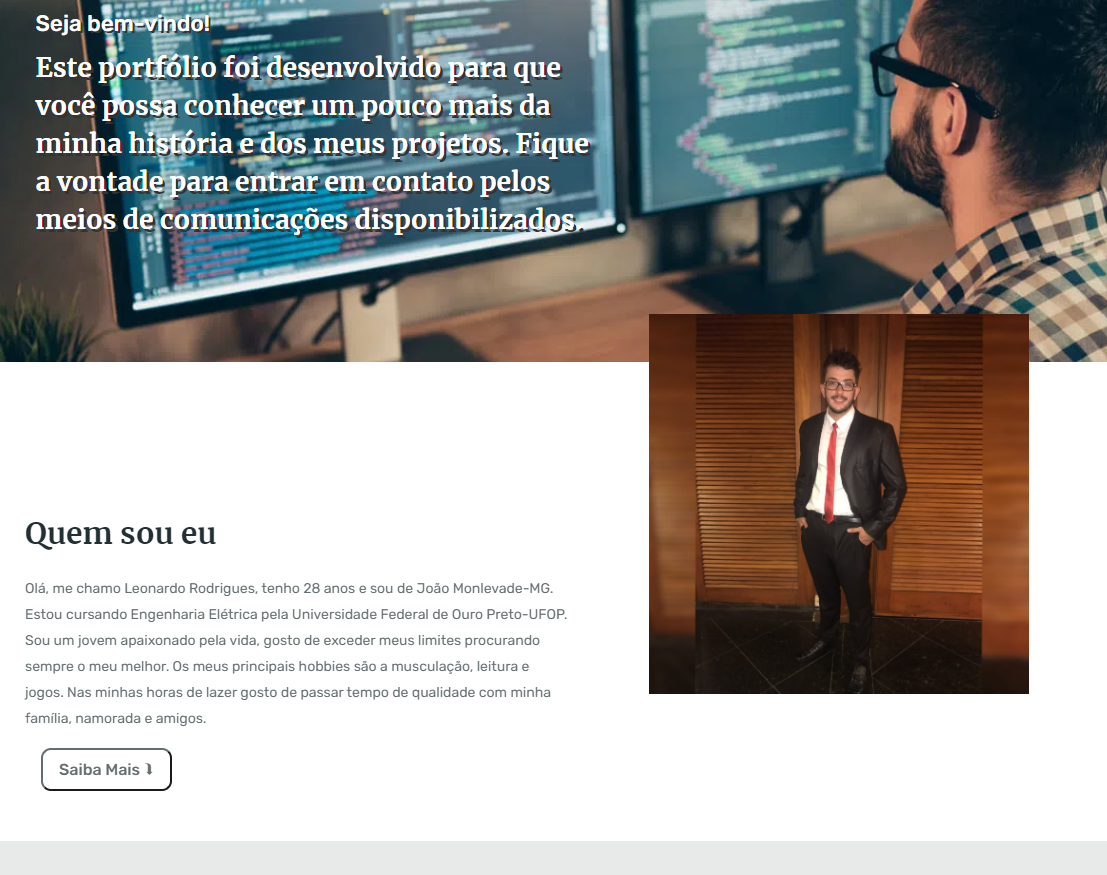 Seja bem-vindo!
Este portfólio foi desenvolvido para que
você possa conhecer um pouco mais da
minha história e dos meus projetos. Fique
a vontade para entrar em contato pelos
meios de comunicações disponibilizados.
Quem sou eu
Olá, me chamo Leonardo Rodrigues, tenho 28 anos e sou de João Monlevade-MG.
Estou cursando Engenharia Elétrica pela Universidade Federal de Ouro Preto-UFOP.
Sou um jovem apaixonado pela vida, gosto de exceder meus limites procurando
sempre o meu melhor. Os meus principais hobbies são a musculação, leitura e
jogos. Nas minhas horas de lazer gosto de passar tempo de qualidade com minha
família, namorada e amigos.
Saiba Mais